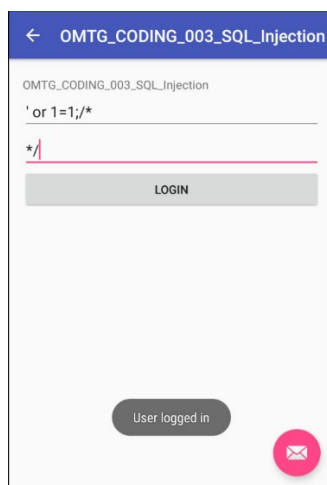 OMTG_CODING_003_SQL_Injection
OMTG_CODING_003_SQL_Injection
' or 1=1;/*
*/
LOGIN
User logged in